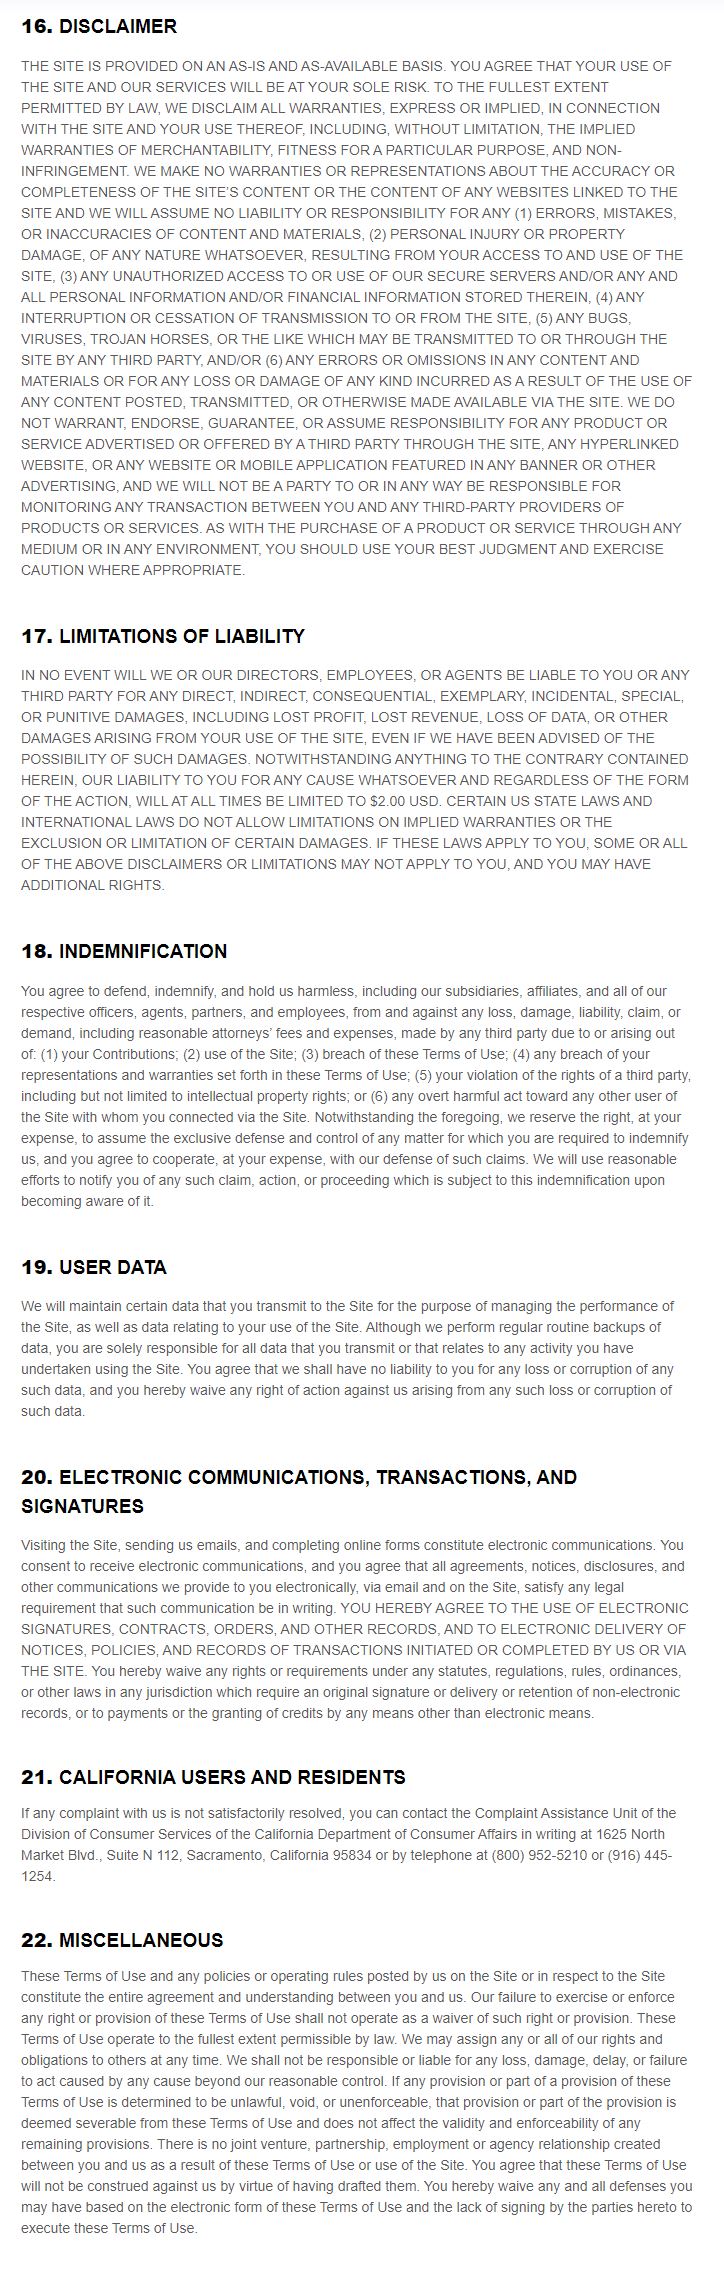 16. DISCLAIMER
THE SITE IS PROVIDED ON AN AS-IS AND AS-AVAILABLE BASIS. YOU AGREE THAT YOUR USE OF
THE SITE AND OUR SERVICES WILL BE AT YOUR SOLE RISK. TO THE FULLEST EXTENT
PERMITTED BY LAW, WE DISCLAIM ALL WARRANTIES, EXPRESS OR IMPLIED, IN CONNECTION
WITH THE SITE AND YOUR USE THEREOF, INCLUDING, WITHOUT LIMITATION, THE IMPLIED
WARRANTIES OF MERCHANTABILITY, FITNESS FOR A PARTICULAR PURPOSE, AND NON-
INFRINGEMENT. WE MAKE NO WARRANTIES OR REPRESENTATIONS ABOUT THE ACCURACY OR
COMPLETENESS OF THE SITE'S CONTENT OR THE CONTENT OF ANY WEBSITES LINKED TO THE
SITE AND WE WILL ASSUME NO LIABILITY OR RESPONSIBILITY FOR ANY (1) ERRORS, MISTAKES,
OR INACCURACIES OF CONTENT AND MATERIALS, (2) PERSONAL INJURY OR PROPERTY
DAMAGE, OF ANY NATURE WHATSOEVER, RESULTING FROM YOUR ACCESS TO AND USE OF THE
SITE, (3) ANY UNAUTHORIZED ACCESS TO OR USE OF OUR SECURE SERVERS AND/OR ANY AND
ALL PERSONAL INFORMATION AND/OR FINANCIAL INFORMATION STORED THEREIN, (4) ANY
INTERRUPTION OR CESSATION OF TRANSMISSION TO OR FROM THE SITE, (5) ANY BUGS,
VIRUSES, TROJAN HORSES, OR THE LIKE WHICH MAY BE TRANSMITTED TO OR THROUGH THE
SITE BY ANY THIRD PARTY, AND/OR (6) ANY ERRORS OR OMISSIONS IN ANY CONTENT AND
MATERIALS OR FOR ANY LOSS OR DAMAGE OF ANY KIND INCURRED AS A RESULT OF THE USE OF
ANY CONTENT POSTED, TRANSMITTED, OR OTHERWISE MADE AVAILABLE VIA THE SITE. WE DO
NOT WARRANT, ENDORSE, GUARANTEE, OR ASSUME RESPONSIBILITY FOR ANY PRODUCT OR
SERVICE ADVERTISED OR OFFERED BY A THIRD PARTY THROUGH THE SITE, ANY HYPERLINKED
WEBSITE, OR ANY WEBSITE OR MOBILE APPLICATION FEATURED IN ANY BANNER OR OTHER
ADVERTISING, AND WE WILL NOT BE A PARTY TO OR IN ANY WAY BE RESPONSIBLE FOR
MONITORING ANY TRANSACTION BETWEEN YOU AND ANY THIRD-PARTY PROVIDERS OF
PRODUCTS OR SERVICES. AS WITH THE PURCHASE OF A PRODUCT OR SERVICE THROUGH ANY
MEDIUM OR IN ANY ENVIRONMENT, YOU SHOULD USE YOUR BEST JUDGMENT AND EXERCISE
CAUTION WHERE APPROPRIATE.
17. LIMITATIONS OF LIABILITY
IN NO EVENT WILL WE OR OUR DIRECTORS, EMPLOYEES, OR AGENTS BE LIABLE TO YOU OR ANY
THIRD PARTY FOR ANY DIRECT, INDIRECT, CONSEQUENTIAL, EXEMPLARY, INCIDENTAL, SPECIAL,
OR PUNITIVE DAMAGES, INCLUDING LOST PROFIT, LOST REVENUE, LOSS OF DATA, OR OTHER
DAMAGES ARISING FROM YOUR USE OF THE SITE, EVEN IF WE HAVE BEEN ADVISED OF THE
POSSIBILITY OF SUCH DAMAGES. NOTWITHSTANDING ANYTHING TO THE CONTRARY CONTAINED
HEREIN, OUR LIABILITY TO YOU FOR ANY CAUSE WHATSOEVER AND REGARDLESS OF THE FORM
OF THE ACTION, WILL AT ALL TIMES BE LIMITED TO $2.00 USD. CERTAIN US STATE LAWS AND
INTERNATIONAL LAWS DO NOT ALLOW LIMITATIONS ON IMPLIED WARRANTIES OR THE
EXCLUSION OR LIMITATION OF CERTAIN DAMAGES. IF THESE LAWS APPLY TO YOU, SOME OR ALL
OF THE ABOVE DISCLAIMERS OR LIMITATIONS MAY NOT APPLY TO YOU, AND YOU MAY HAVE
ADDITIONAL RIGHTS.
18. INDEMNIFICATION
You agree to defend, indemnify, and hold us harmless, including our subsidiaries, affiliates, and all of our
respective officers, agents, partners, and employees, from and against any loss, damage, liability, claim, or
demand, including reasonable attorneys' fees and expenses, made by any third party due to or arising out
of: (1) your Contributions; (2) use of the Site; (3) breach of these Terms of Use; (4) any breach of your
representations and warranties set forth in these Terms of Use; (5) your violation of the rights of a third party,
including but not limited to intellectual property rights; or (6) any overt harmful act toward any other user of
the Site with whom you connected via the Site. Notwithstanding the foregoing, we reserve the right, at your
expense, to assume the exclusive defense and control of any matter for which you are required to indemnify
us, and you agree to cooperate, at your expense, with our defense of such claims. We will use reasonable
efforts to notify you of any such claim, action, or proceeding which is subject to this indemnification upon
becoming aware of it.
19. USER DATA
We will maintain certain data that you transmit to the Site for the purpose of managing the performance of
the Site, as well as data relating to your use of the Site. Although we perform regular routine backups of
data, you are solely responsible for all data that you transmit or that relates to any activity you have
undertaken using the Site. You agree that we shall have no liability to you for any loss or corruption of any
such data, and you hereby waive any right of action against us arising from any such loss or corruption of
such data.
20. ELECTRONIC COMMUNICATIONS, TRANSACTIONS, AND
SIGNATURES
Visiting the Site, sending us emails, and completing online forms constitute electronic communications. You
consent to receive electronic communications, and you agree that all agreements, notices, disclosures, and
other communications we provide to you electronically, via email and on the Site, satisfy any legal
requirement that such communication be in writing. YOU HEREBY AGREE TO THE USE OF ELECTRONIC
SIGNATURES, CONTRACTS, ORDERS, AND OTHER RECORDS, AND TO ELECTRONIC DELIVERY OF
NOTICES, POLICIES, AND RECORDS OF TRANSACTIONS INITIATED OR COMPLETED BY US OR VIA
THE SITE. You hereby waive any rights or requirements under any statutes, regulations, rules, ordinances,
or other laws in any jurisdiction which require an original signature or delivery or retention of non-electronic
records, or to payments or the granting of credits by any means other than electronic means.
21. CALIFORNIA USERS AND RESIDENTS
If any complaint with us is not satisfactorily resolved, you can contact the Complaint Assistance Unit of the
Division of Consumer Services of the California Department of Consumer Affairs in writing at 1625 North
Market Blvd., Suite N 112, Sacramento, California 95834 or by telephone at (800) 952-5210 or (916) 445-
1254.
22. MISCELLANEOUS
These Terms of Use and any policies or operating rules posted by us on the Site or in respect to the Site
constitute the entire agreement and understanding between you and us. Our failure to exercise or enforce
any right or provision of these Terms of Use shall not operate as a waiver of such right or provision. These
Terms of Use operate to the fullest extent permissible by law. We may assign any or all of our rights and
obligations to others at any time. We shall not be responsible or liable for any loss, damage, delay, or failure
to act caused by any cause beyond our reasonable control. If any provision or part of a provision of these
Terms of Use is determined to be unlawful, void, or unenforceable, that provision or part of the provision is
deemed severable from these Terms of Use and does not affect the validity and enforceability of any
remaining provisions. There is no joint venture, partnership, employment or agency relationship created
between you and us as a result of these Terms of Use or use of the Site. You agree that these Terms of Use
will not be construed against us by virtue of having drafted them. You hereby waive any and all defenses you
may have based on the electronic form of these Terms of Use and the lack of signing by the parties hereto to
execute these Terms of Use.